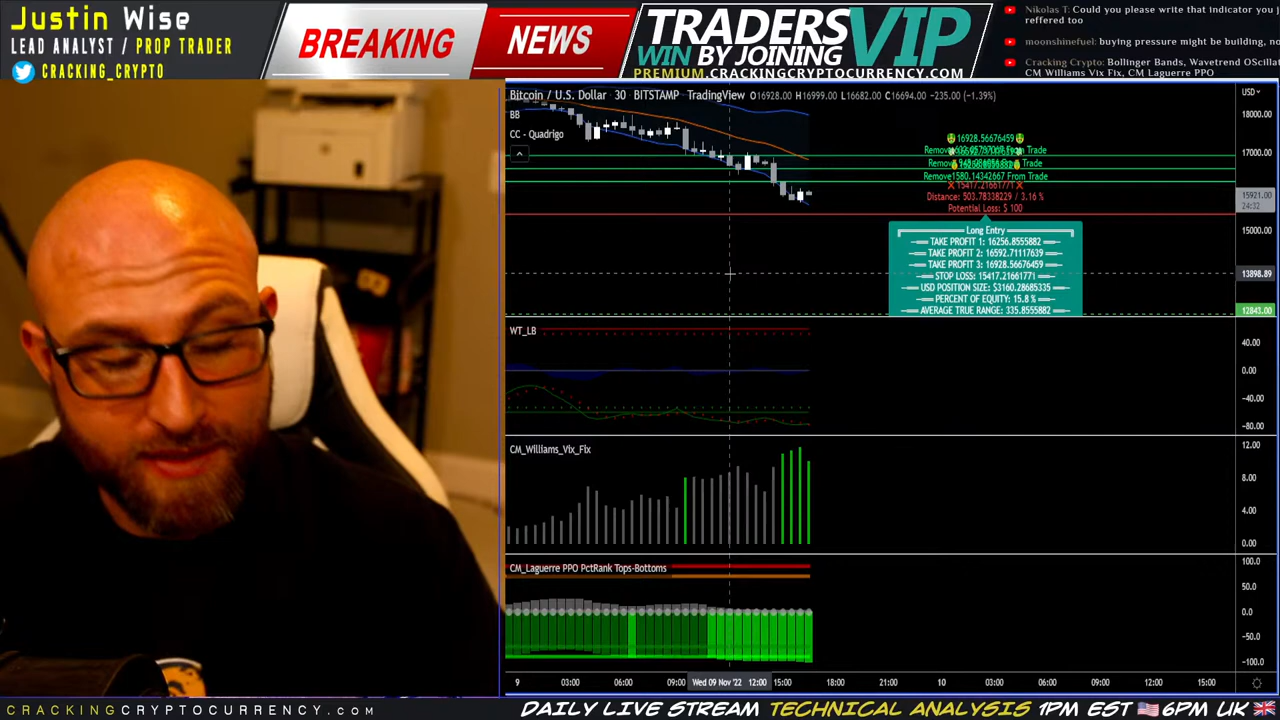 Justin Wise
LEAD ANALYST / PROP TRADER
CRACKING_CRYPTO
BREAKING
NEWS
TRADERS VIP
WIN BY JOINING
PREMIUM.CRACKINGCRYPTOCURRENCY.COM
Nikolas T: Could you please write that indicator you j
reffered too
moonshinefuel: buying pressure might be building, no
Cracking Crypto: Bollinger Bands, Wavetrend OScillat
CM Williams Vix Fix, CM Laguerre PPO
Bitcoin / U.S. Dollar 30 BITSTAMP TradingView O16928.00 H16999.00 L16682.00 C16694.00 −235.00 (−1.39%)
USD
BB
CC - Quadrigo
18000.00
17000.00
15921.00
24:32
15000.00
13898.89
12843.00
16928.56676459
From Trade
Trade
Remove1580.14342667 From Trade
15417.21661771
Distance: 503.78338229 / 3.16 %
Potential Loss: $ 100
Long Entry
TAKE PROFIT 1: 16256.8555882
TAKE PROFIT 2: 16592.71117639
TAKE PROFIT 3: 16928.56676459
STOP LOSS: 15417.21661771
USD POSITION SIZE: $3160.28685335
PERCENT OF EQUITY: 15.8 %
AVERAGE TRUE RANGE: 335.8555882
WT_LB
40.00
0.00
-40.00
-80.00
CM_Williams_Vix_Fix
12.00
8.00
4.00
0.00
CM_Laguerre PPO PctRank Tops-Bottoms
100.0
50.0
0.0
-50.0
-100.0
9 03:00 06:00 09:00 Wed 09 Nov '22 12:00 15:00 18:00 21:00 10 03:00 06:00 09:00 12:00 15:00
CRACKINGCRYPTOCURRENCY.COM
DAILY LIVE STREAM TECHNICAL ANALYSIS 1PM EST 6PM UK